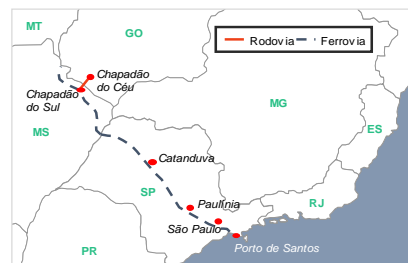 MT
GO
Rodovia
Ferrovia
Chapadão
do Céu
Chapadão
do Sul
MG
MS
ES
Catanduva
SP
Paulínia
RJ
São Paulo
PR
Porto de Santos